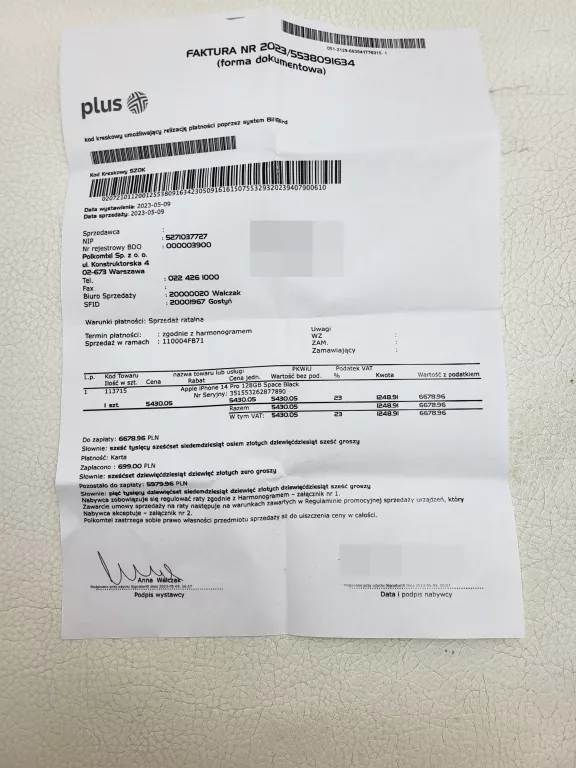 051-2129-663641776015- 1
FAKTURA NR 2023/5538091634
(forma dokumentowa)
plus
kod kreskowy umożliwiający relizację płatności poprzez system BillBird
Kod Kreskowy SZOK
Data wystawienia: 2023-05-09
Data sprzedaży: 2023-05-09
Sprzedawca :
NIP : 5271037727
Nr rejestrowy BDO : 000003900
Polkomtel Sp. z o. o.
ul. Konstruktorska 4
02-673 Warszawa
Tel. : 022 426 1000
Fax :
Biuro Sprzedaży : 20000020 Walczak
SFID : 20001967 Gostyń
Warunki płatności: Sprzedaż ratalna
Termin płatności: : zgodnie z harmonogramem
Sprzedaż w ramach : 110004FB71
Uwagi
WZ :
ZAM. :
Zamawiający :
L.p. Kod Towaru nazwa towaru lub usługi PKWiU Podatek VAT
Ilość w szt. Cena Rabat Cena jedn. Wartość bez pod. % Kwota Wartość z podatkiem
1 113715 Apple iPhone 14 Pro 128GB Space Black
Nr Seryjny: 351553262877890
1 szt 5430.05 5430.05 5430.05 23 1248.91 6678.96
Razem 5430.05 1248.91 6678.96
W tym VAT: 5430.05 23 1248.91 6678.96
Do zapłaty: 6678.96 PLN
Słownie: sześć tysięcy sześćset siedemdziesiąt osiem złotych dziewięćdziesiąt sześć groszy
Płatność: Karta
Zapłacono : 699.00 PLN
Słownie: sześćset dziewięćdziesiąt dziewięć złotych zero groszy
Pozostało do zapłaty: 5979.96 PLN
Słownie: pięć tysięcy dziewięćset siedemdziesiąt dziewięć złotych dziewięćdziesiąt sześć groszy
Nabywca zobowiązuje się regulować raty zgodnie z Harmonogramem - załącznik nr 1.
Zawarcie umowy sprzedaży na raty następuje na warunkach zawartych w Regulaminie promocyjnej sprzedaży urządzeń, który
Nabywca akceptuje - załącznik nr 2.
Polkomtel zastrzega sobie prawo własności przedmiotu sprzedaży aż do uiszczenia ceny w całości.
Anna Walczak
Podpis wystawcy
Data i podpis nabywcy